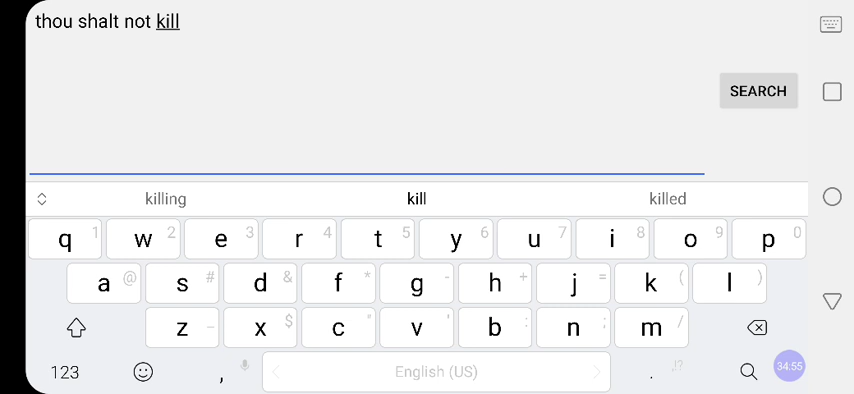 thou shalt not kill
SEARCH
killing kill killed
q 1 w 2 e 3 r 4 t 5 y 6 u 7 i 8 o 9 p 0
a @ s # d & f * g - h + j = k ( l )
z _ x $ c " v ' b : n ; m /
123 , English (US) . ,!? 34.55